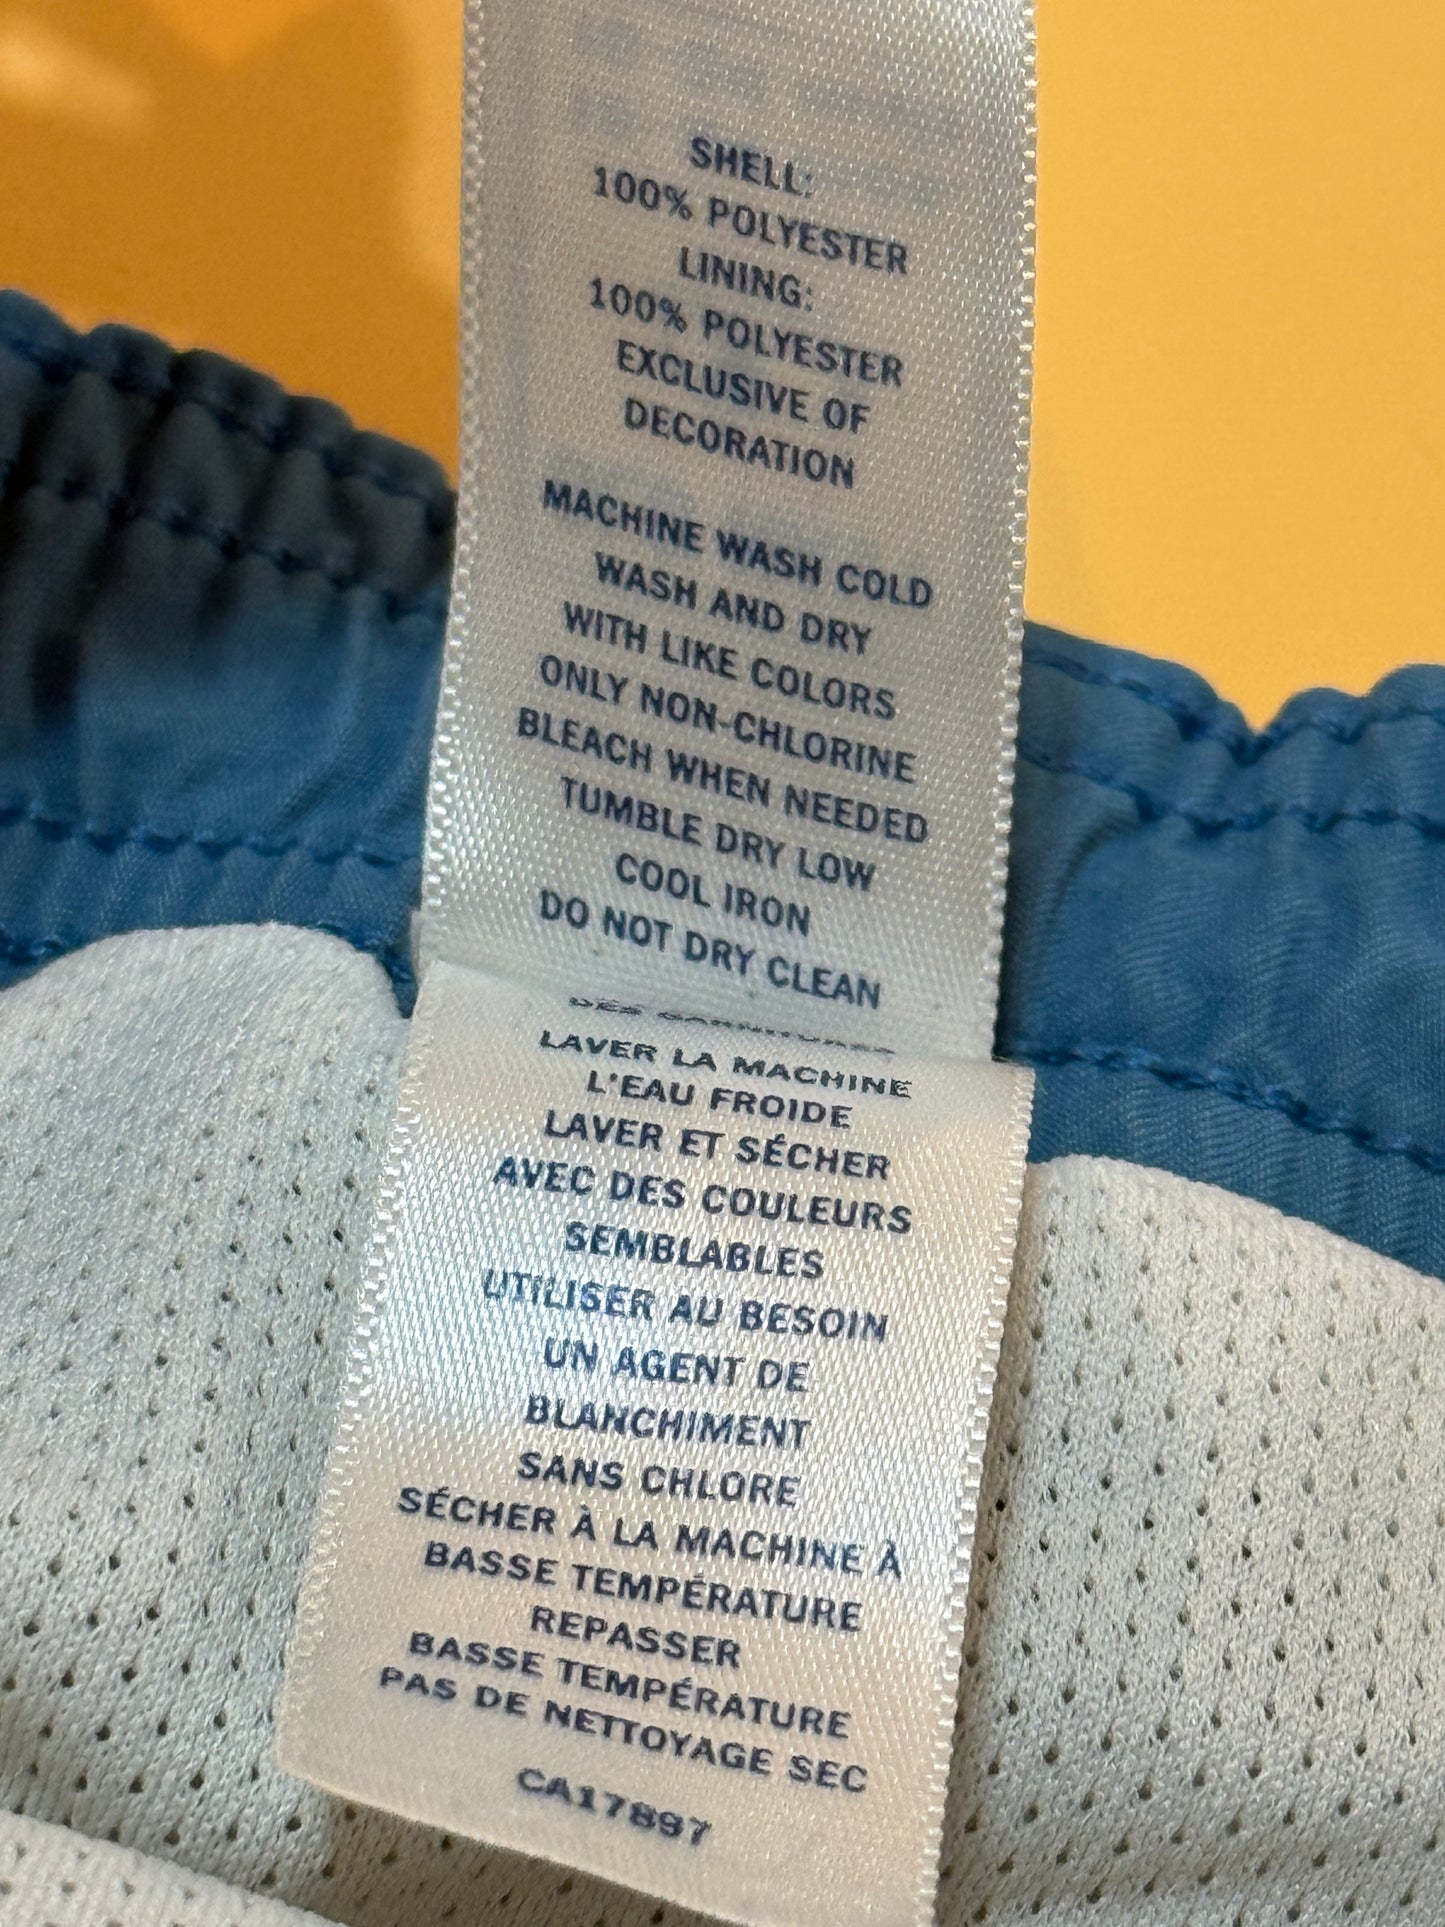 SHELL:
100% POLYESTER
LINING:
100% POLYESTER
EXCLUSIVE OF
DECORATION
MACHINE WASH COLD
WASH AND DRY
WITH LIKE COLORS
ONLY NON-CHLORINE
BLEACH WHEN NEEDED
TUMBLE DRY LOW
COOL IRON
DO NOT DRY CLEAN
DES GARNITURES
LAVER LA MACHINE
L'EAU FROIDE
LAVER ET SÉCHER
AVEC DES COULEURS
SEMBLABLES
UTILISER AU BESOIN
UN AGENT DE
BLANCHIMENT
SANS CHLORE
SÉCHER À LA MACHINE À
BASSE TEMPÉRATURE
REPASSER
BASSE TEMPÉRATURE
PAS DE NETTOYAGE SEC
CA17897